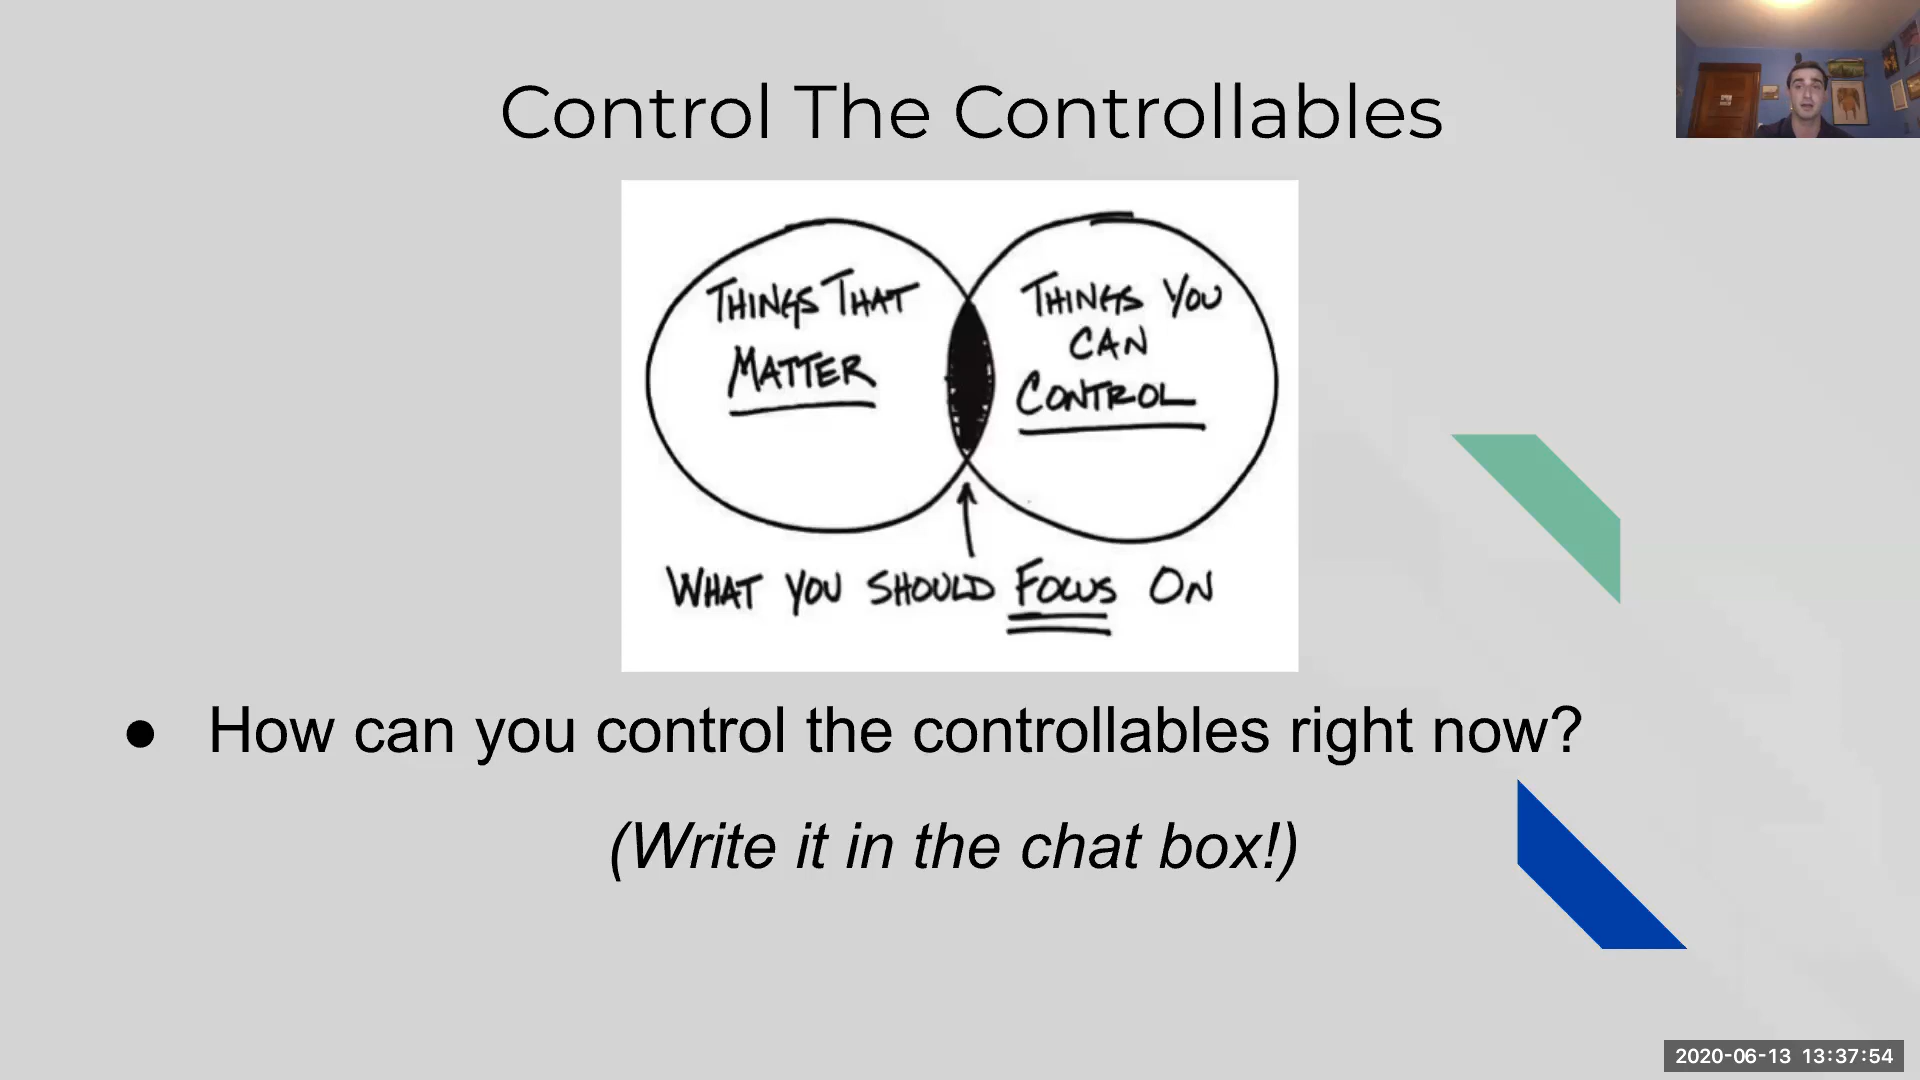 Control The Controllables
THINGS THAT
MATTER
THINGS YOU
CAN
CONTROL
WHAT YOU SHOULD FOCUS ON
● How can you control the controllables right now?
(Write it in the chat box!)
2020-06-13 13:37:54